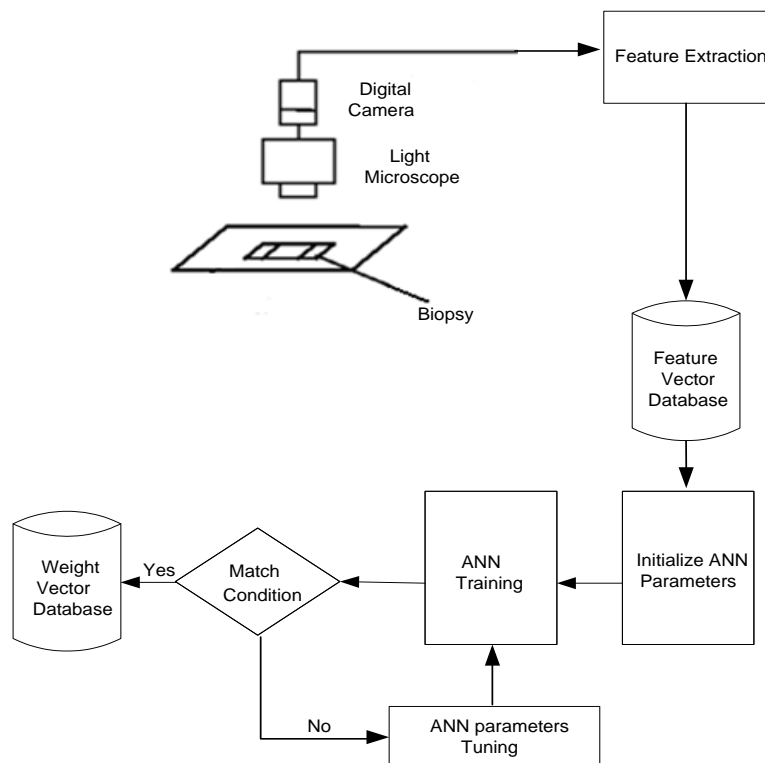 Feature Extraction
Digital
Camera
Light
Microscope
Biopsy
Feature
Vector
Database
Initialize ANN
Parameters
ANN
Training
Match
Condition
Yes
Weight
Vector
Database
No
ANN parameters
Tuning